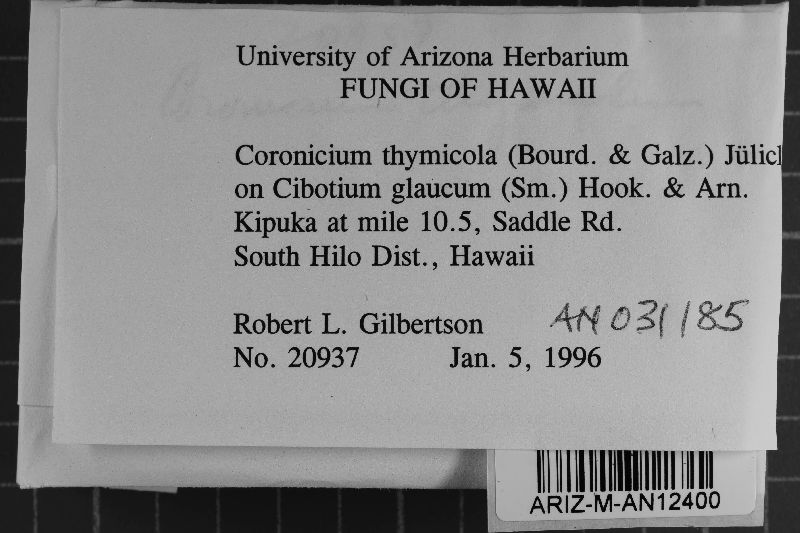 University of Arizona Herbarium
FUNGI OF HAWAII
Coronicium thymicola (Bourd. & Galz.) Jülich
on Cibotium glaucum (Sm.) Hook. & Arn.
Kipuka at mile 10.5, Saddle Rd.
South Hilo Dist., Hawaii
Robert L. Gilbertson AN 031185
No. 20937 Jan. 5, 1996
ARIZ-M-AN12400